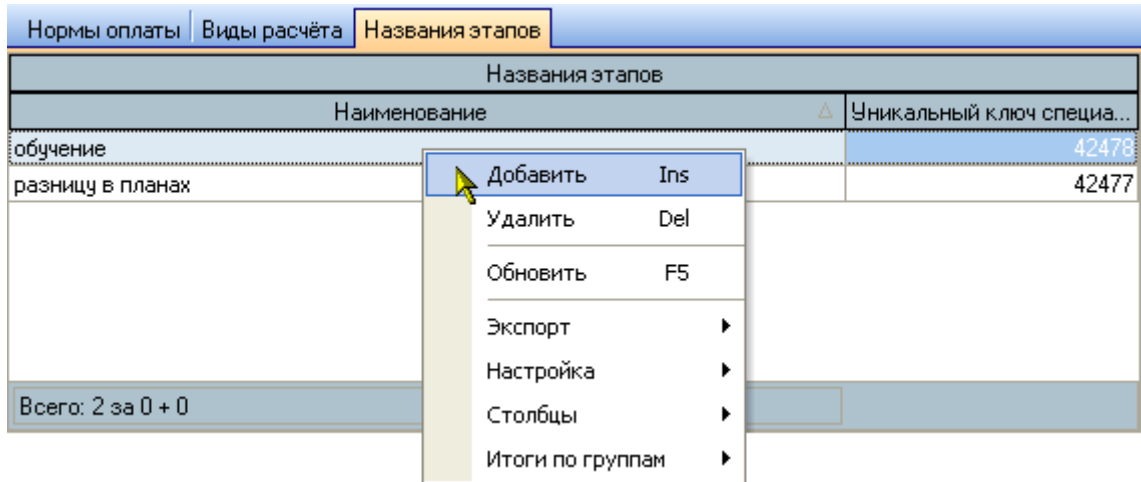 Нормы оплаты Виды расчёта Названия этапов
Названия этапов
Наименование Уникальный ключ специа...
обучение 42478
разницу в планах 42477
Добавить Ins
Удалить Del
Обновить F5
Экспорт
Настройка
Столбцы
Итоги по группам
Всего: 2 за 0 + 0